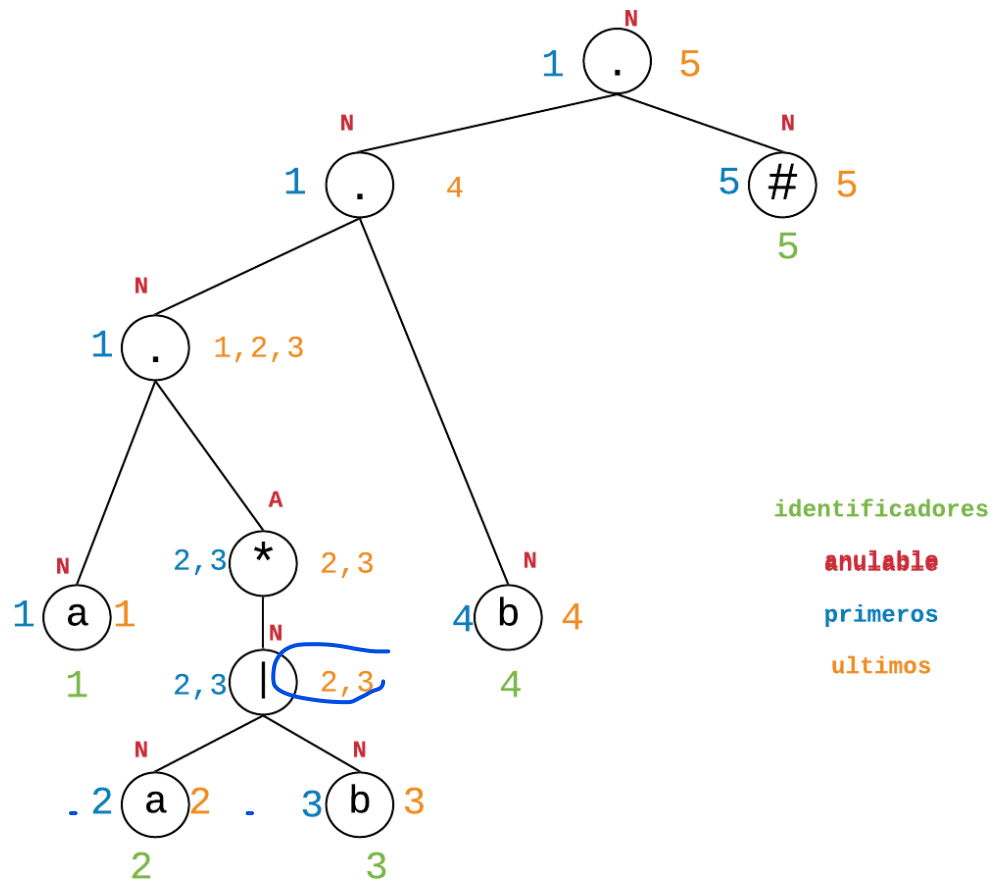 N
1 . 5
N N
1 . 4 5 # 5
5
N
1 . 1,2,3
A
identificadores
2,3 * 2,3
N N anulable
1 a 1 4 b 4 primeros
N
1 2,3 | 2,3 4 ultimos
N N
- 2 a 2 - 3 b 3
2 3